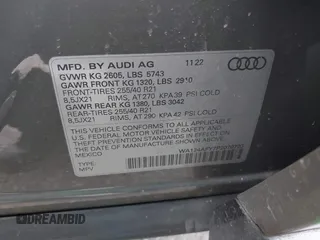 MFD. BY AUDI AG 11/22
GVWR KG 2605, LBS 5743
GAWR FRONT KG 1320, LBS 2910
FRONT-TIRES 255/40 R21
8,5JX21 RIMS, AT 270 KPA/39 PSI COLD
GAWR REAR KG 1380, LBS 3042
REAR-TIRES 255/40 R21
8,5JX21 RIMS, AT 290 KPA/42 PSI COLD
THIS VEHICLE CONFORMS TO ALL APPLICABLE
U.S. FEDERAL MOTOR VEHICLE SAFETY AND
THEFT PREVENTION STANDARDS IN EFFECT ON THE
DATE OF MANUFACTURE SHOWN ABOVE
MEXICO
TYPE:
MPV
DREAMBID